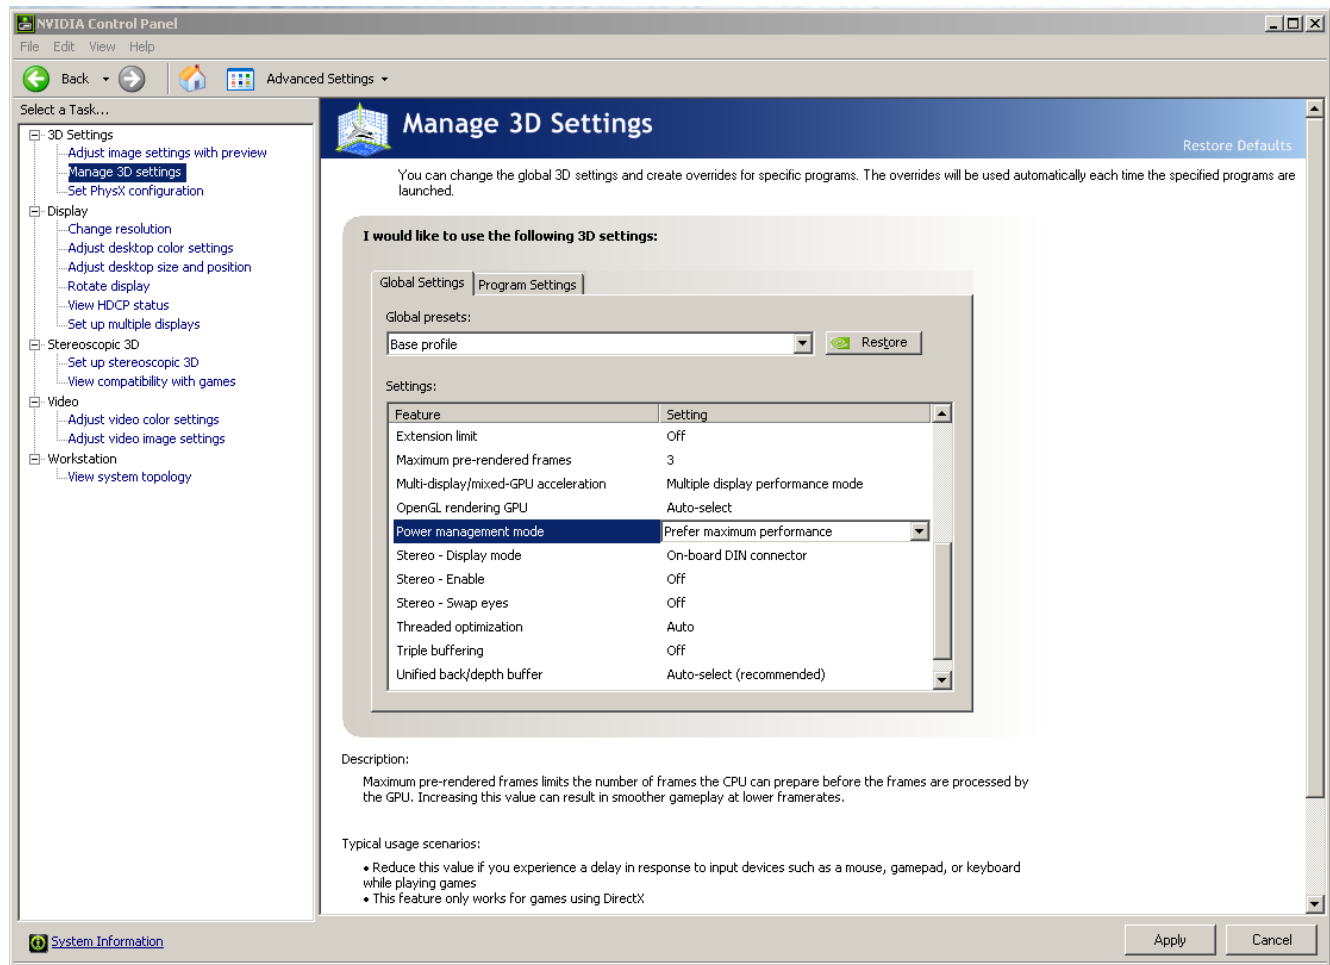 NVIDIA Control Panel
File Edit View Help
Back Advanced Settings
Select a Task...
3D Settings
Adjust image settings with preview
Manage 3D settings
Set PhysX configuration
Display
Change resolution
Adjust desktop color settings
Adjust desktop size and position
Rotate display
View HDCP status
Set up multiple displays
Stereoscopic 3D
Set up stereoscopic 3D
View compatibility with games
Video
Adjust video color settings
Adjust video image settings
Workstation
View system topology
System Information
Manage 3D Settings
Restore Defaults
You can change the global 3D settings and create overrides for specific programs. The overrides will be used automatically each time the specified programs are
launched.
I would like to use the following 3D settings:
Global Settings Program Settings
Global presets:
Base profile Restore
Settings:
Feature Setting
Extension limit Off
Maximum pre-rendered frames 3
Multi-display/mixed-GPU acceleration Multiple display performance mode
OpenGL rendering GPU Auto-select
Power management mode Prefer maximum performance
Stereo - Display mode On-board DIN connector
Stereo - Enable Off
Stereo - Swap eyes Off
Threaded optimization Auto
Triple buffering Off
Unified back/depth buffer Auto-select (recommended)
Description:
Maximum pre-rendered frames limits the number of frames the CPU can prepare before the frames are processed by
the GPU. Increasing this value can result in smoother gameplay at lower framerates.
Typical usage scenarios:
• Reduce this value if you experience a delay in response to input devices such as a mouse, gamepad, or keyboard
while playing games
• This feature only works for games using DirectX
Apply Cancel